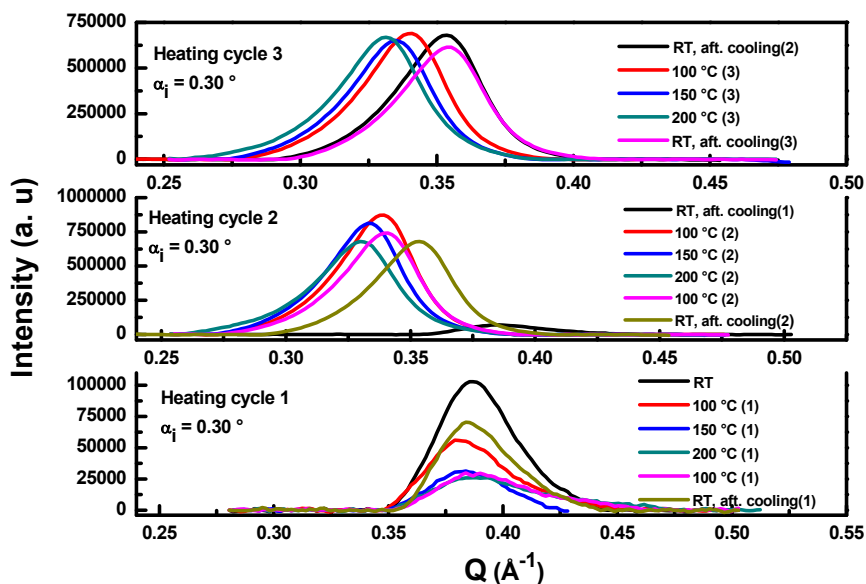 Heating cycle 3
αi = 0.30 °
RT, aft. cooling(2)
100 °C (3)
150 °C (3)
200 °C (3)
RT, aft. cooling(3)
750000
500000
250000
0
0.25 0.30 0.35 0.40 0.45 0.50
Heating cycle 2
αi = 0.30 °
RT, aft. cooling(1)
100 °C (2)
150 °C (2)
200 °C (2)
100 °C (2)
RT, aft. cooling(2)
1000000
750000
500000
250000
0
0.25 0.30 0.35 0.40 0.45 0.50
Heating cycle 1
αi = 0.30 °
RT
100 °C (1)
150 °C (1)
200 °C (1)
100 °C (1)
RT, aft. cooling(1)
100000
75000
50000
25000
0
0.25 0.30 0.35 0.40 0.45 0.50 0.55
Intensity (a. u)
Q (Å-1)